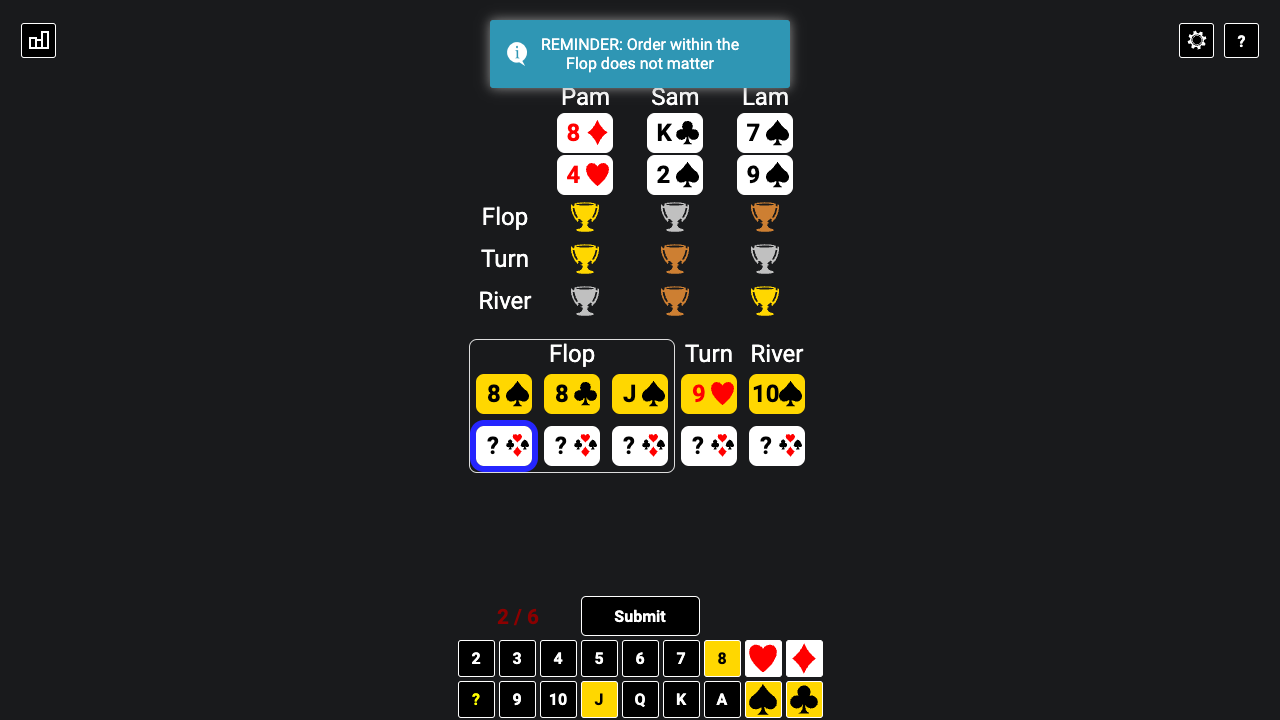 REMINDER: Order within the
Flop does not matter
?
Pam Sam Lam
8 K 7
4 2 9
Flop
Turn
River
Flop Turn River
8 8 J 9 10
? ? ? ? ?
2 / 6 Submit
2 3 4 5 6 7 8
? 9 10 J Q K A